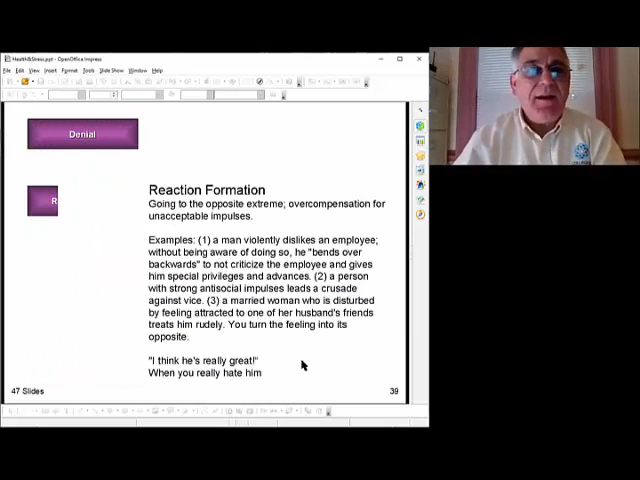 Health&Stress.ppt - OpenOffice Impress
File Edit View Insert Format Tools Slide Show Window Help
Denial
R
Reaction Formation
Going to the opposite extreme; overcompensation for
unacceptable impulses.
Examples: (1) a man violently dislikes an employee;
without being aware of doing so, he "bends over
backwards" to not criticize the employee and gives
him special privileges and advances. (2) a person
with strong antisocial impulses leads a crusade
against vice. (3) a married woman who is disturbed
by feeling attracted to one of her husband's friends
treats him rudely. You turn the feeling into its
opposite.
"I think he's really great!"
When you really hate him
47 Slides
39